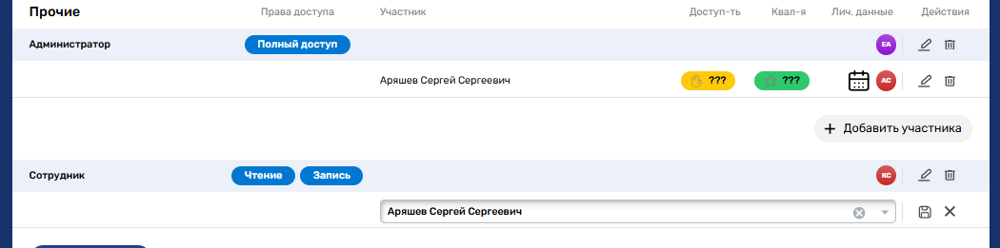 Прочие Права доступа Участник Доступ-ть Квал-я Лич. данные Действия
Администратор Полный доступ ЕА
Аряшев Сергей Сергеевич ??? ??? АС
+ Добавить участника
Сотрудник Чтение Запись КС
Аряшев Сергей Сергеевич